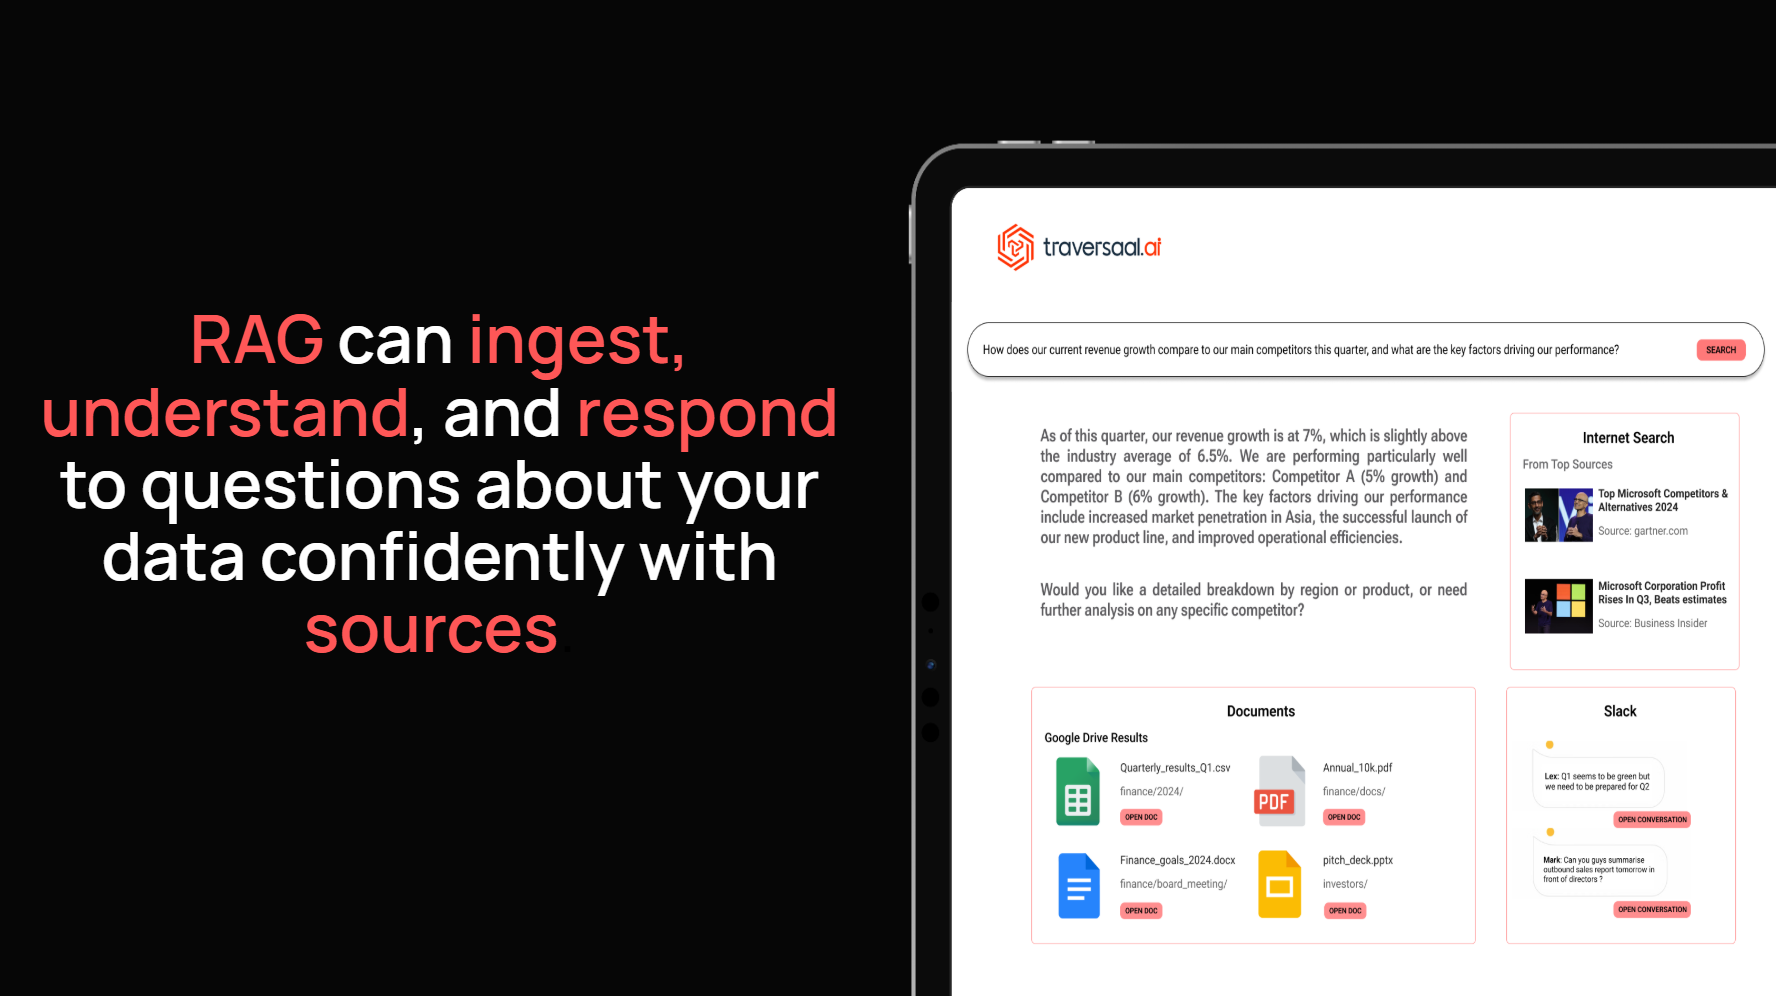 RAG can ingest,
understand, and respond
to questions about your
data confidently with
sources.
traversaal.ai
How does our current revenue growth compare to our main competitors this quarter, and what are the key factors driving our performance?
SEARCH
As of this quarter, our revenue growth is at 7%, which is slightly above
the industry average of 6.5%. We are performing particularly well
compared to our main competitors: Competitor A (5% growth) and
Competitor B (6% growth). The key factors driving our performance
include increased market penetration in Asia, the successful launch of
our new product line, and improved operational efficiencies.
Would you like a detailed breakdown by region or product, or need
further analysis on any specific competitor?
Internet Search
From Top Sources
Top Microsoft Competitors &
Alternatives 2024
Source: gartner.com
Microsoft Corporation Profit
Rises In Q3, Beats estimates
Source: Business Insider
Documents
Google Drive Results
Quarterly_results_Q1.csv
finance/2024/
OPEN DOC
PDF
Annual_10k.pdf
finance/docs/
OPEN DOC
Finance_goals_2024.docx
finance/board_meeting/
OPEN DOC
pitch_deck.pptx
investors/
OPEN DOC
Slack
Lex: Q1 seems to be green but
we need to be prepared for Q2
OPEN CONVERSATION
Mark: Can you guys summarise
outbound sales report tomorrow in
front of directors ?
OPEN CONVERSATION